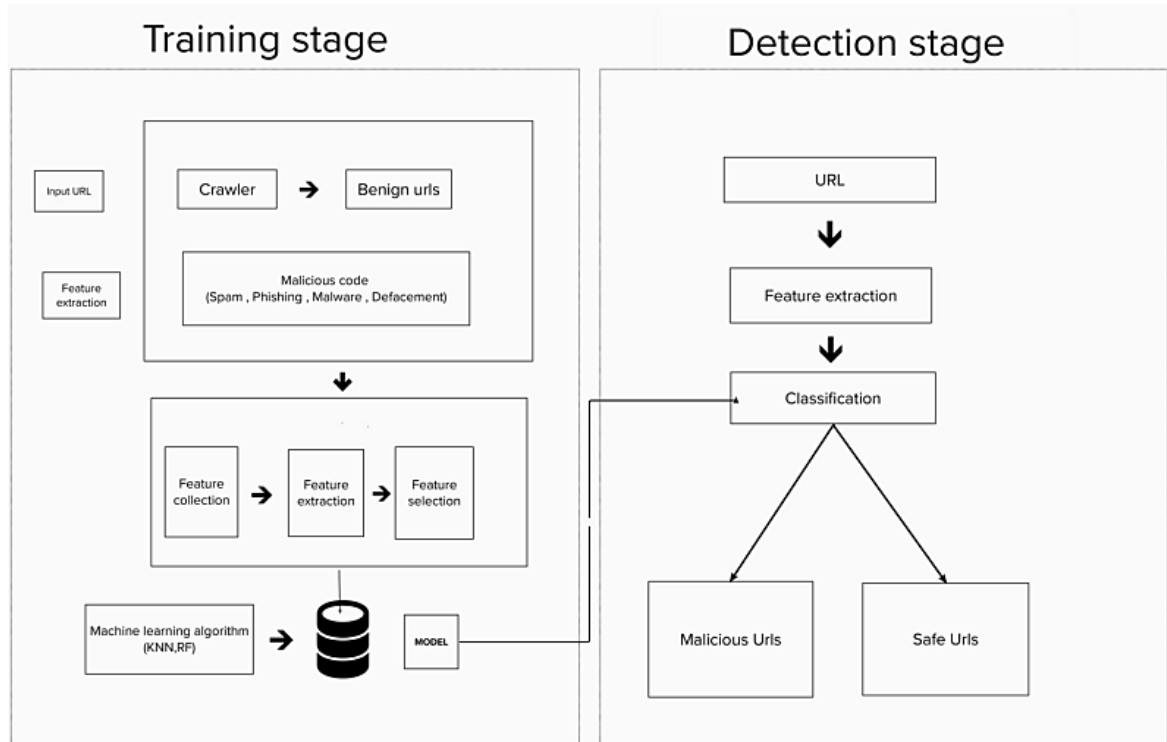 Training stage
Detection stage
Input URL
Crawler
Benign urls
Malicious code
(Spam , Phishing , Malware , Defacement)
Feature
extraction
Feature
collection
Feature
extraction
Feature
selection
Machine learning algorithm
(KNN,RF)
MODEL
URL
Feature extraction
Classification
Malicious Urls
Safe Urls